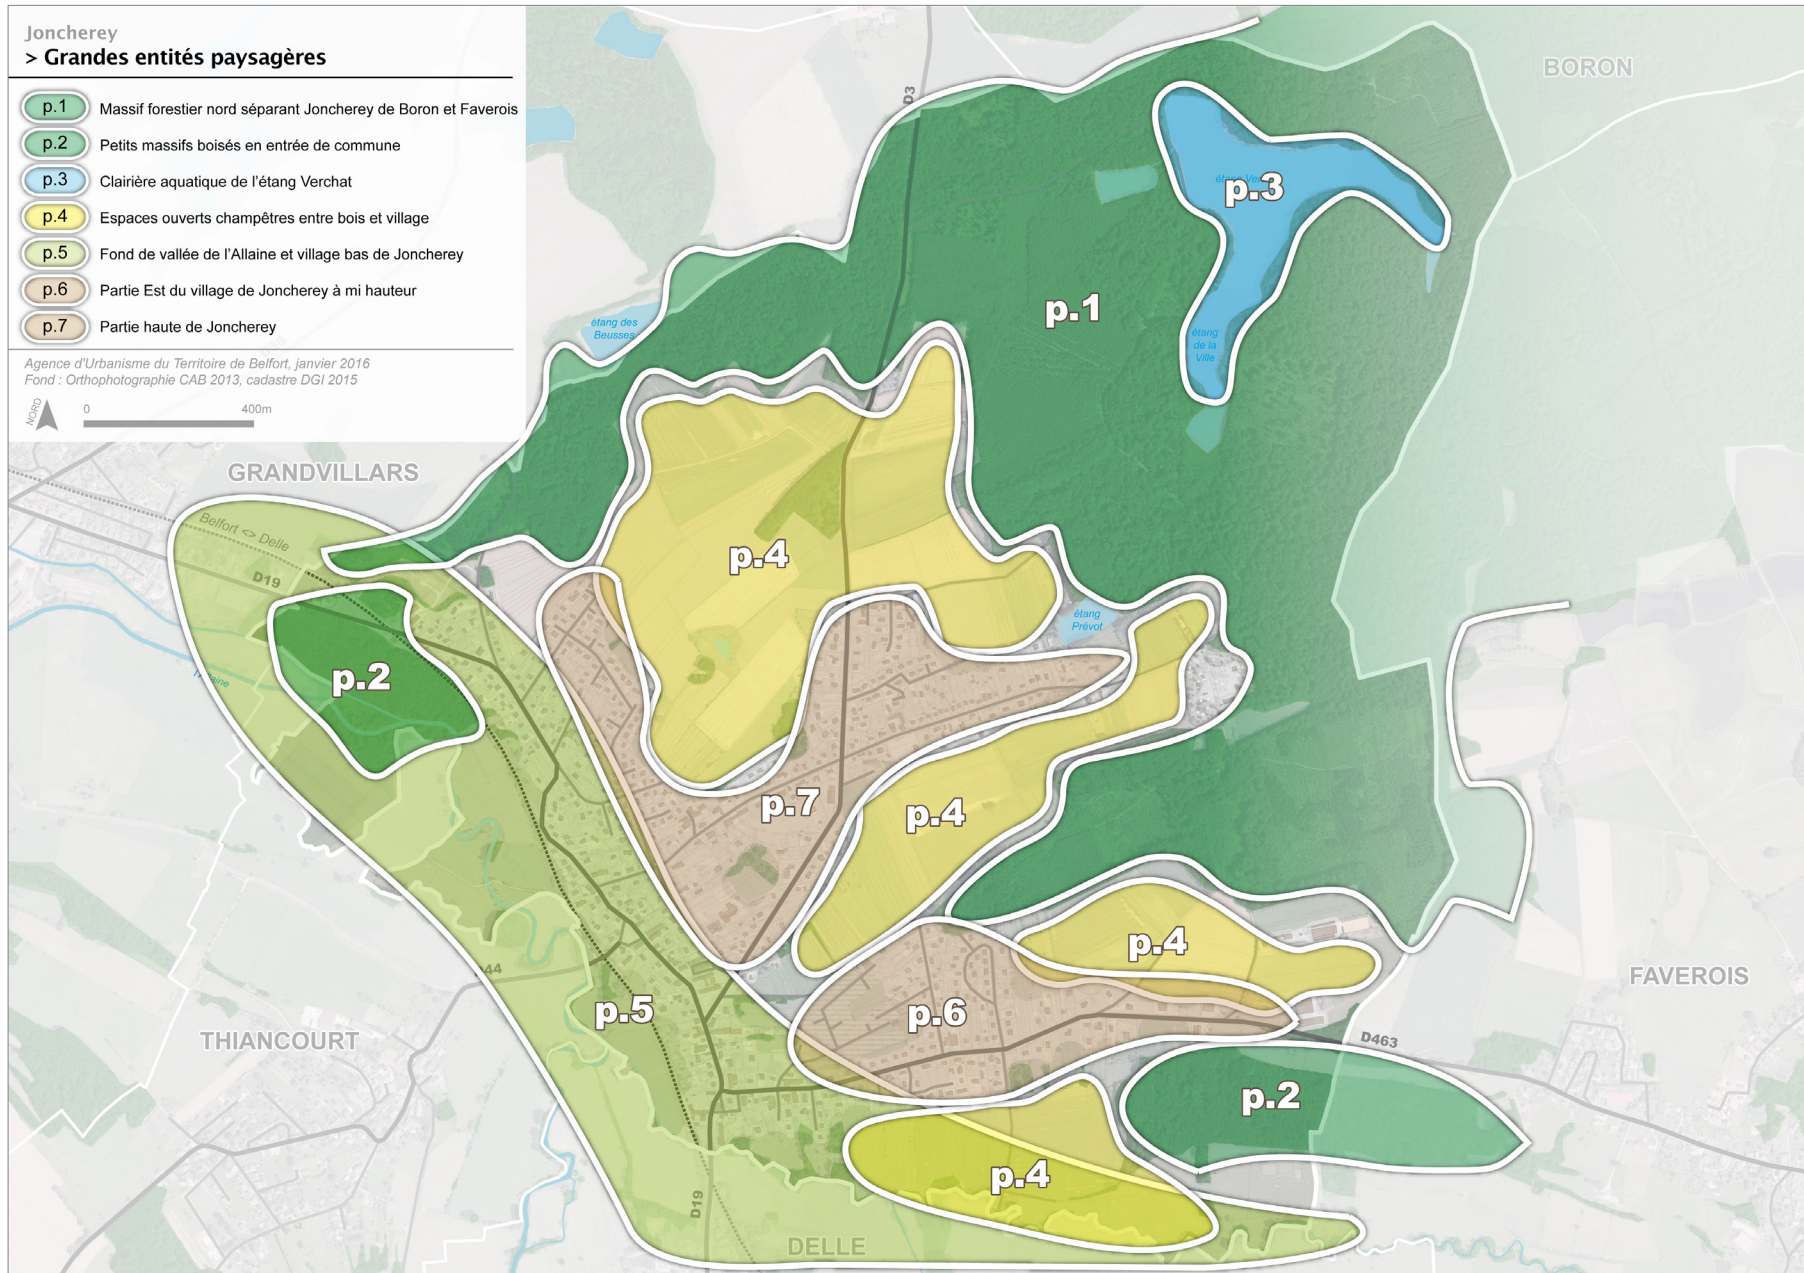 Joncherey
> Grandes entités paysagères
p.1 Massif forestier nord séparant Joncherey de Boron et Faverois
p.2 Petits massifs boisés en entrée de commune
p.3 Clairière aquatique de l'étang Verchat
p.4 Espaces ouverts champêtres entre bois et village
p.5 Fond de vallée de l'Allaine et village bas de Joncherey
p.6 Partie Est du village de Joncherey à mi hauteur
p.7 Partie haute de Joncherey
Agence d'Urbanisme du Territoire de Belfort, janvier 2016
Fond : Orthophotographie CAB 2013, cadastre DGI 2015
NORD
0 400m
BORON
D3
p.3
p.1
étang des
Beusses
étang
de la
Ville
GRANDVILLARS
Belfort <> Delle
D19
p.4
étang
Prévot
p.2
p.7
p.4
p.4
FAVEROIS
p.5
p.6
THIANCOURT
D463
p.2
p.4
D19
DELLE